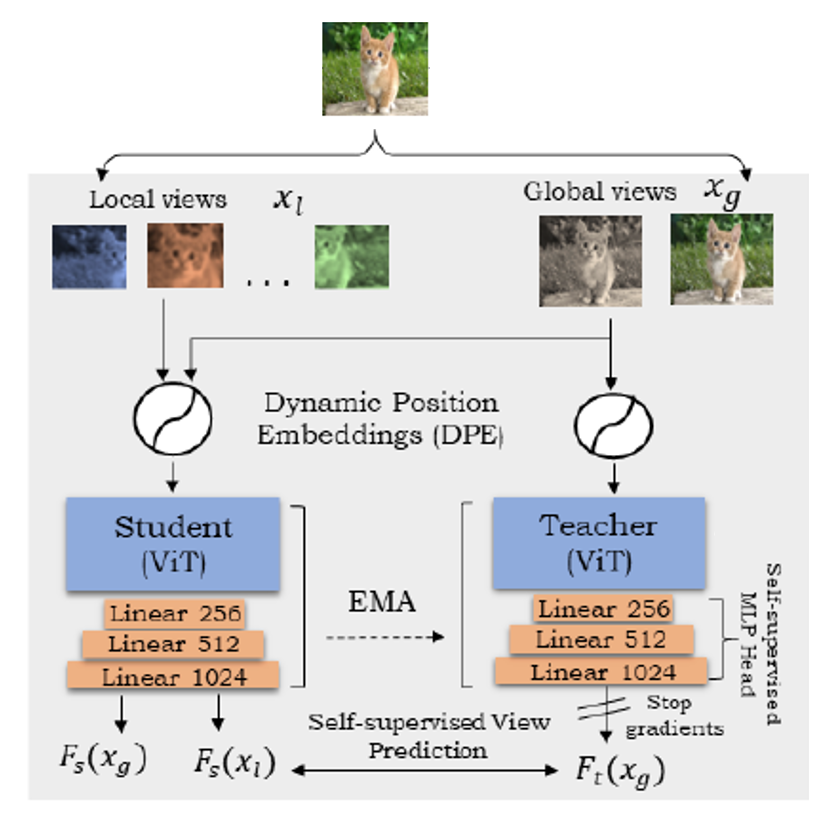 Local views x_l
Global views x_g
. . .
Dynamic Position
Embeddings (DPE)
Student
(ViT)
Teacher
(ViT)
EMA
Linear 256
Linear 512
Linear 1024
Linear 256
Linear 512
Linear 1024
Self-supervised
MLP Head
Stop
gradients
Self-supervised View
Prediction
F_s(x_g)
F_s(x_l)
F_t(x_g)